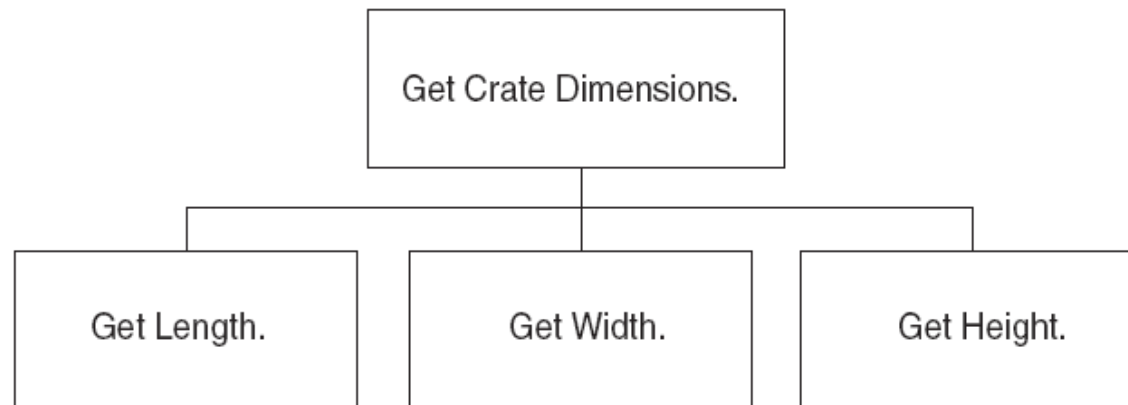 Get Crate Dimensions.
Get Length.
Get Width.
Get Height.